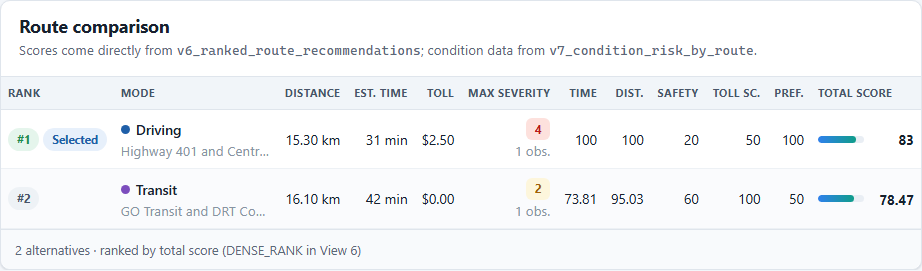 Route comparison
Scores come directly from v6_ranked_route_recommendations; condition data from v7_condition_risk_by_route.
RANK MODE DISTANCE EST. TIME TOLL MAX SEVERITY TIME DIST. SAFETY TOLL SC. PREF. TOTAL SCORE
#1 Selected Driving 15.30 km 31 min $2.50 4 100 100 20 50 100 83
Highway 401 and Centr... 1 obs.
#2 Transit 16.10 km 42 min $0.00 2 73.81 95.03 60 100 50 78.47
GO Transit and DRT Co... 1 obs.
2 alternatives · ranked by total score (DENSE_RANK in View 6)